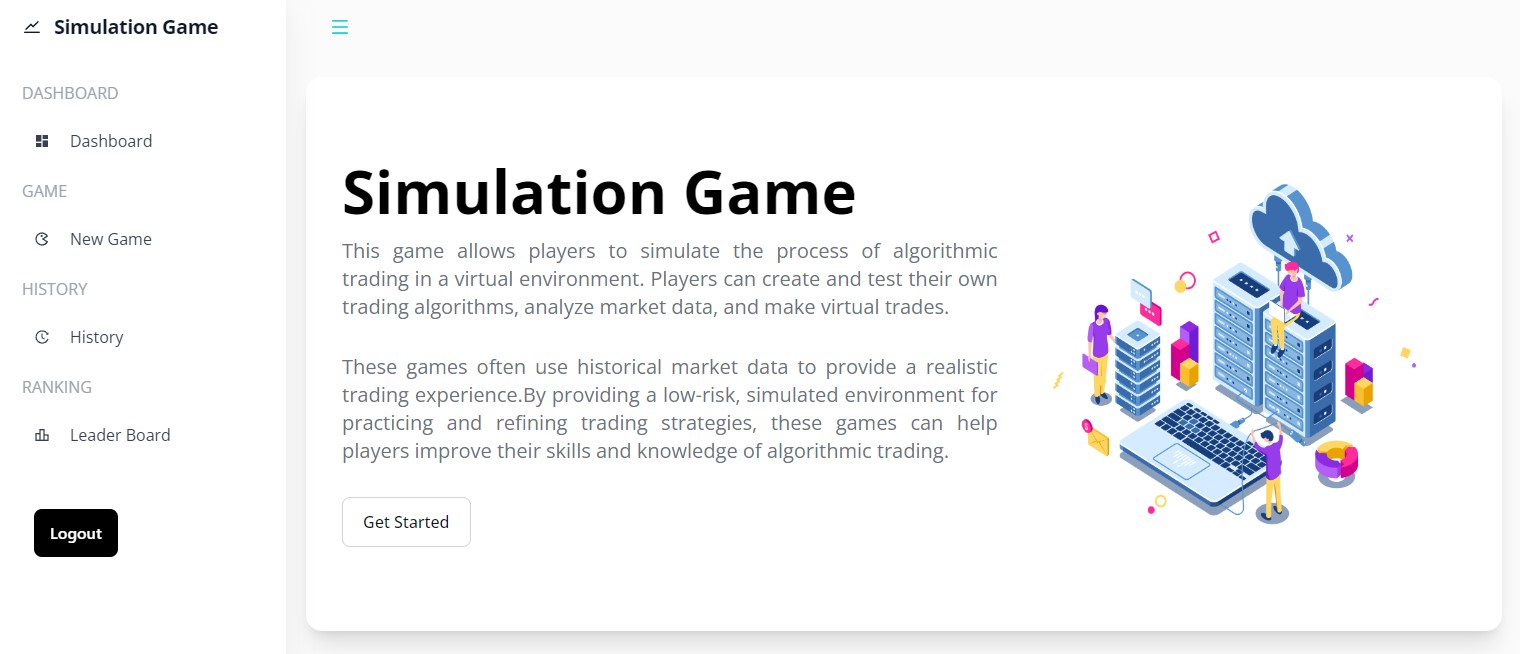 Simulation Game
DASHBOARD
Dashboard
GAME
New Game
HISTORY
History
RANKING
Leader Board
Logout
Simulation Game
This game allows players to simulate the process of algorithmic
trading in a virtual environment. Players can create and test their own
trading algorithms, analyze market data, and make virtual trades.
These games often use historical market data to provide a realistic
trading experience.By providing a low-risk, simulated environment for
practicing and refining trading strategies, these games can help
players improve their skills and knowledge of algorithmic trading.
Get Started